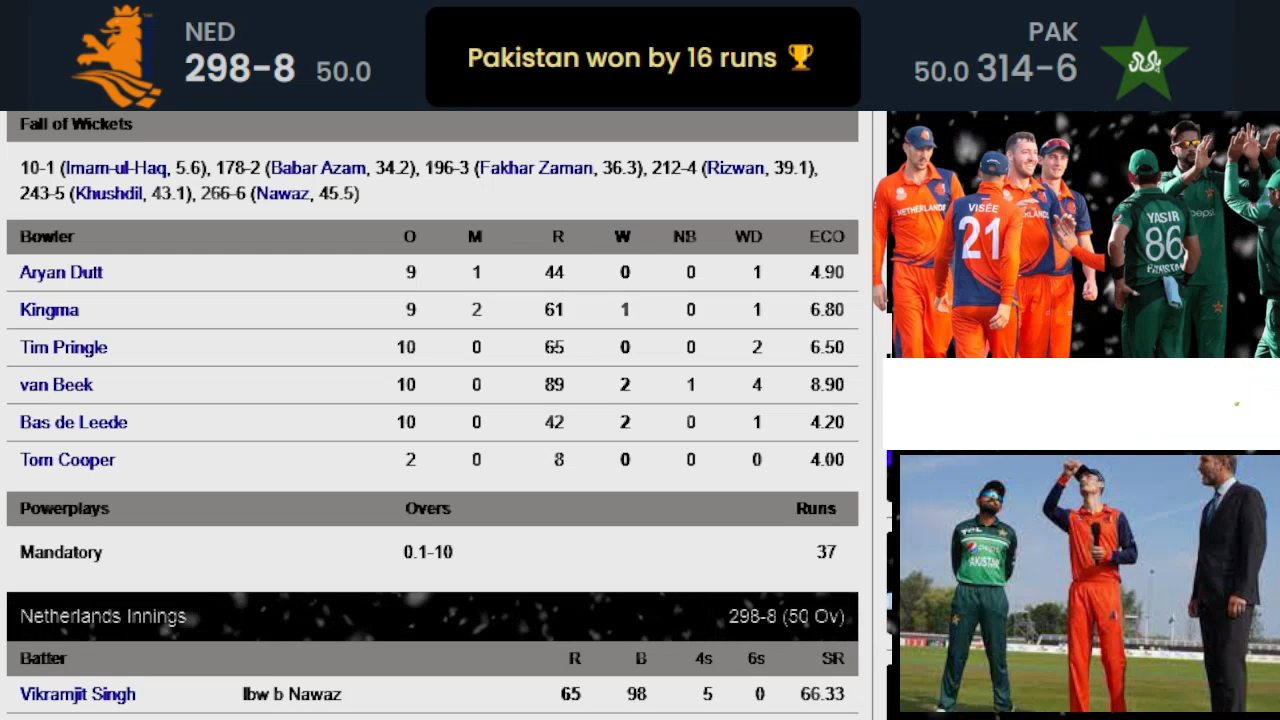 NED
298-8 50.0
Pakistan won by 16 runs
PAK
50.0 314-6
Fall of Wickets
10-1 (Imam-ul-Haq, 5.6), 178-2 (Babar Azam, 34.2), 196-3 (Fakhar Zaman, 36.3), 212-4 (Rizwan, 39.1),
243-5 (Khushdil, 43.1), 266-6 (Nawaz, 45.5)
Bowler O M R W NB WD ECO
Aryan Dutt 9 1 44 0 0 1 4.90
Kingma 9 2 61 1 0 1 6.80
Tim Pringle 10 0 65 0 0 2 6.50
van Beek 10 0 89 2 1 4 8.90
Bas de Leede 10 0 42 2 0 1 4.20
Tom Cooper 2 0 8 0 0 0 4.00
Powerplays Overs Runs
Mandatory 0.1-10 37
Netherlands Innings 298-8 (50 Ov)
Batter R B 4s 6s SR
Vikramjit Singh lbw b Nawaz 65 98 5 0 66.33
NETHERLANDS
VISÉE
21
RLANDS
YASIR
86
PAKISTAN
pepsi
TCL
pepsi
PAKISTAN